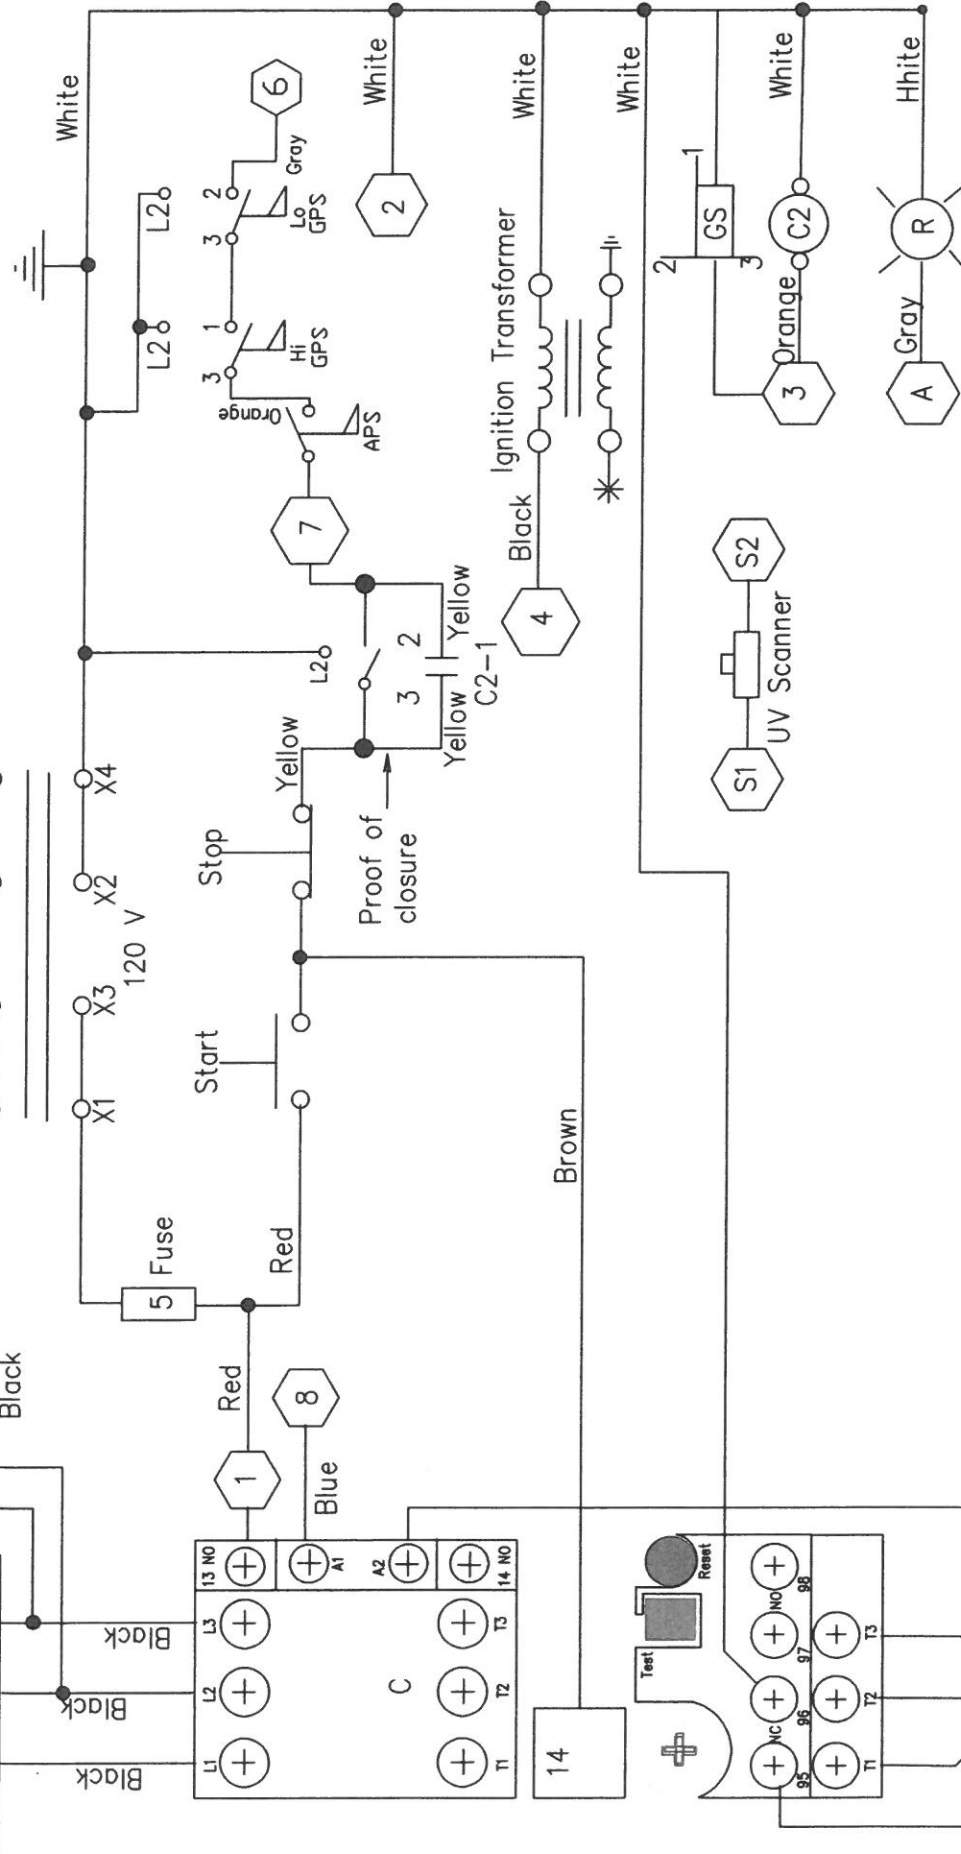 White
6
Gray
L2
2
Lo
GPS
3
L2
1
Hi
GPS
3
Orange
APS
7
White
2
White
Ignition Transformer
Black
4
White
1
GS
2
3
White
C2
Orange
3
Hhite
R
Gray
A
S2
UV Scanner
S1
L2
2
Yellow
3
C2-1
Yellow
Yellow
Stop
Proof of
closure
X4
X2
120 V
X3
X1
Start
Brown
5
Fuse
Red
Red
Black
1
8
Blue
13 NO
A1
A2
14 NO
L3
L2
L1
Black
Black
Black
C
T3
T2
T1
14
Test
Reset
NO
98
97
NC
96
95
T3
T2
T1